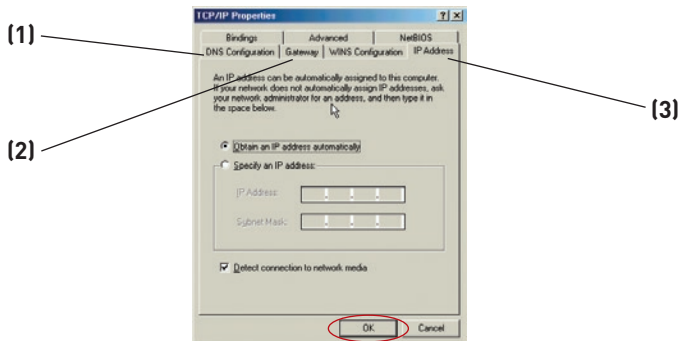 TCP/IP Properties
Bindings Advanced NetBIOS
(1)
DNS Configuration Gateway WINS Configuration IP Address
An IP address can be automatically assigned to this computer.
If your network does not automatically assign IP addresses, ask
your network administrator for an address, and then type it in
the space below.
(3)
(2)
Obtain an IP address automatically
Specify an IP address:
IP Address:
Subnet Mask:
Detect connection to network media
OK Cancel